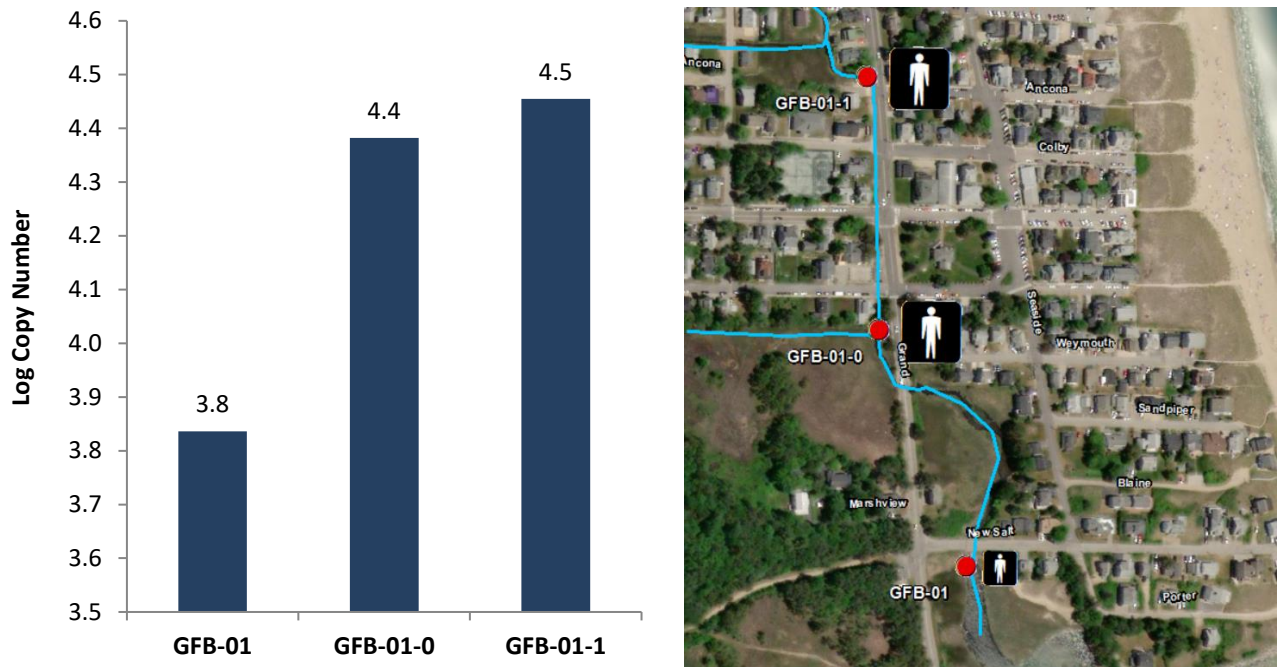 4.6
4.5
4.4
4.3
4.2
4.1
4.0
3.9
3.8
3.7
3.6
3.5
Log Copy Number
3.8
4.4
4.5
GFB-01
GFB-01-0
GFB-01-1
Ancona
GFB-01-1
Ancona
Colby
Seaside
GFB-01-0
Grand
Weymouth
Sandpiper
Blaine
Marshview
New Salt
GFB-01
Porter